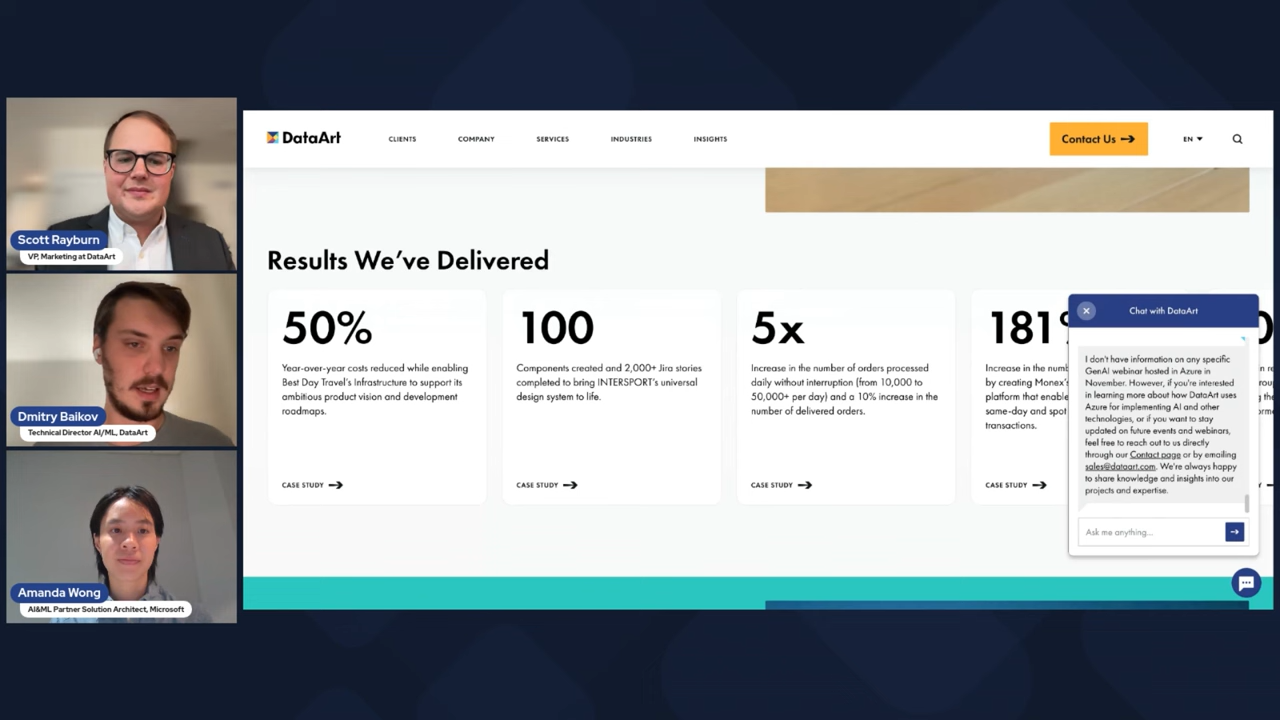 Scott Rayburn
VP, Marketing at DataArt
Dmitry Baikov
Technical Director AI/ML, DataArt
Amanda Wong
AI&ML Partner Solution Architect, Microsoft
DataArt
CLIENTS
COMPANY
SERVICES
INDUSTRIES
INSIGHTS
Contact Us
EN
Results We've Delivered
50%
Year-over-year costs reduced while enabling
Best Day Travel's Infrastructure to support its
ambitious product vision and development
roadmaps.
CASE STUDY
100
Components created and 2,000+ Jira stories
completed to bring INTERSPORT's universal
design system to life.
CASE STUDY
5x
Increase in the number of orders processed
daily without interruption (from 10,000 to
50,000+ per day) and a 10% increase in the
number of delivered orders.
CASE STUDY
181
Increase in the
by creating Monex's
platform that
same-day and spot
transactions.
CASE STUDY
Chat with DataArt
I don't have information on any specific
GenAI webinar hosted in Azure in
November. However, if you're interested
in learning more about how DataArt uses
Azure for implementing AI and other
technologies, or if you want to stay
updated on future events and webinars,
feel free to reach out to us directly
through our Contact page or by emailing
sales@dataart.com. We're always happy
to share knowledge and insights into our
projects and expertise.
Ask me anything...